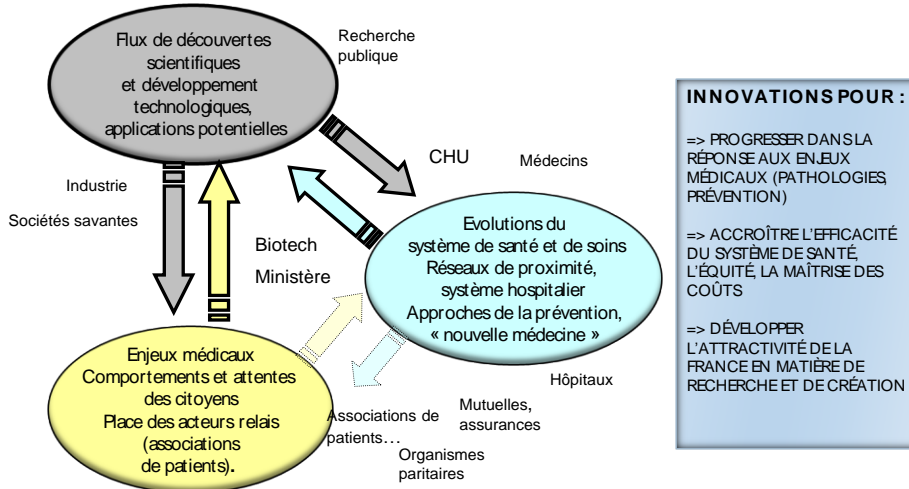 Flux de découvertes
scientifiques
et développement
technologiques,
applications potentielles
Recherche
publique
CHU
Médecins
Industrie
Sociétés savantes
Biotech
Ministère
Evolutions du
système de santé et de soins
Réseaux de proximité,
système hospitalier
Approches de la prévention,
« nouvelle médecine »
Enjeux médicaux
Comportements et attentes
des citoyens
Place des acteurs relais
(associations
de patients).
Hôpitaux
Associations de
patients…
Mutuelles,
assurances
Organismes
paritaires
INNOVATIONS POUR :
=> PROGRESSER DANS LA
RÉPONSE AUX ENJEUX
MÉDICAUX (PATHOLOGIES,
PRÉVENTION)
=> ACCROÎTRE L'EFFICACITÉ
DU SYSTÈME DE SANTÉ,
L'ÉQUITÉ, LA MAÎTRISE DES
COÛTS
=> DÉVELOPPER
L'ATTRACTIVITÉ DE LA
FRANCE EN MATIÈRE DE
RECHERCHE ET DE CRÉATION